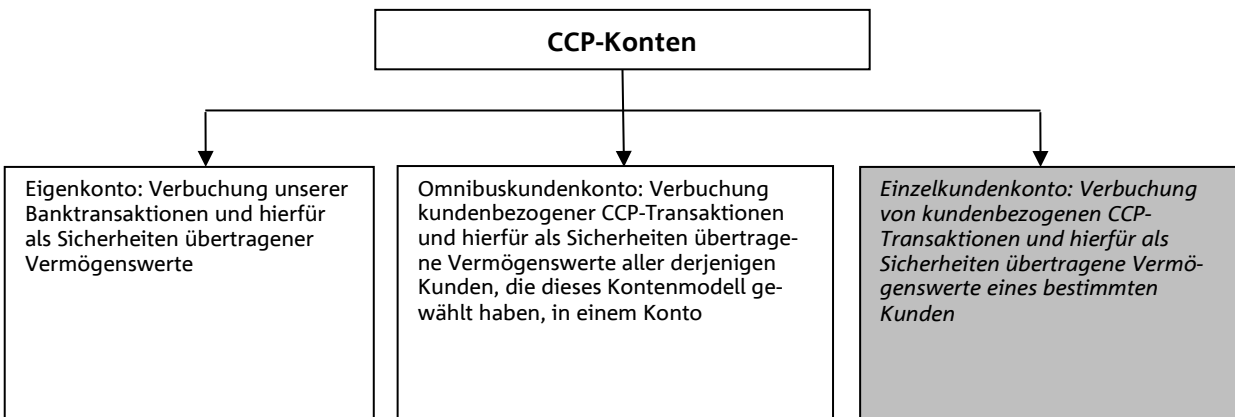 CCP-Konten
Eigenkonto: Verbuchung unserer
Banktransaktionen und hierfür
als Sicherheiten übertragener
Vermögenswerte
Omnibuskundenkonto: Verbuchung
kundenbezogener CCP-Transaktionen
und hierfür als Sicherheiten übertrage-
ne Vermögenswerte aller derjenigen
Kunden, die dieses Kontenmodell ge-
wählt haben, in einem Konto
Einzelkundenkonto: Verbuchung
von kundenbezogenen CCP-
Transaktionen und hierfür als
Sicherheiten übertragene Vermö-
genswerte eines bestimmten
Kunden